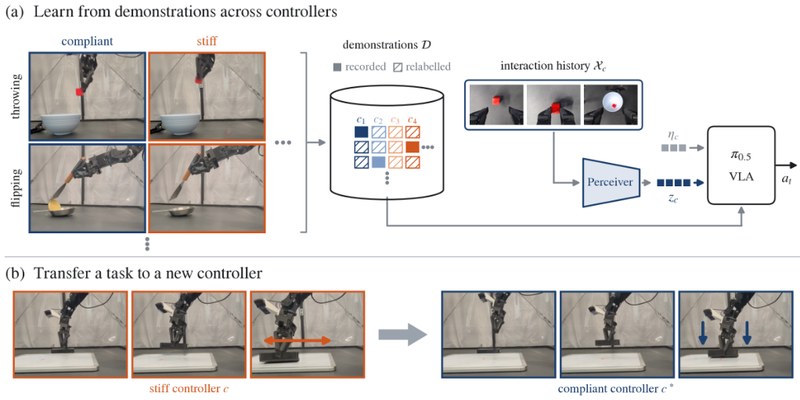 (a) Learn from demonstrations across controllers
compliant
stiff
throwing
flipping
demonstrations D
recorded
relabelled
c₁ c₂ c₃ c₄
interaction history 𝒳c
Perceiver
ηc
zc
π₀.₅
VLA
at
(b) Transfer a task to a new controller
stiff controller c
compliant controller c*